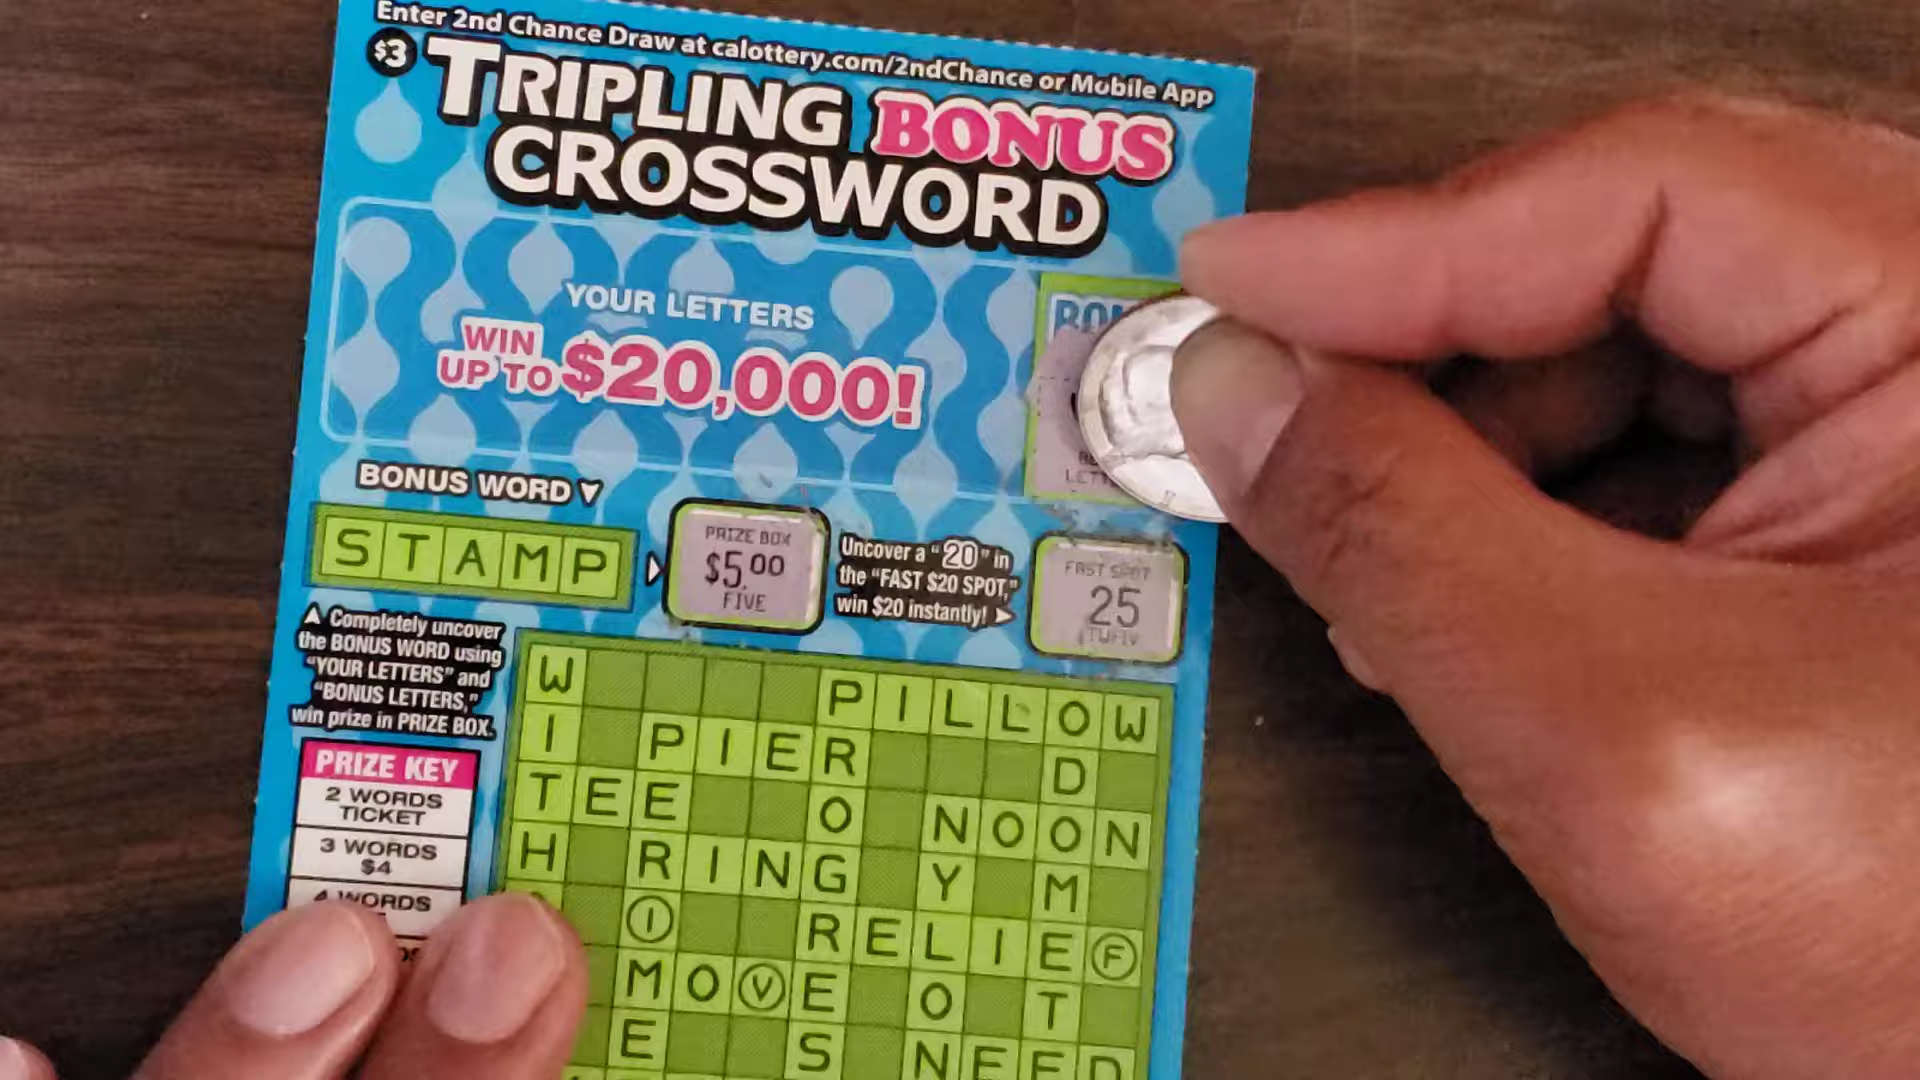 Enter 2nd Chance Draw at calottery.com/2ndChance or Mobile App
$3
TRIPLING BONUS
CROSSWORD
YOUR LETTERS
WIN
UP TO $20,000!
BONUS WORD▼
STAMP
PRIZE BOX
$5.00
FIVE
Uncover a "20" in
the "FAST $20 SPOT,"
win $20 instantly! ➤
FAST SPOT
25
TWFIV
▲ Completely uncover
the BONUS WORD using
"YOUR LETTERS" and
"BONUS LETTERS,"
win prize in PRIZE BOX.
PRIZE KEY
2 WORDS
TICKET
3 WORDS
$4
4 WORDS
W PILLOW
I PIER R D
TEE O NOON
H RING Y M
I RELIEF
MOVE O T
E S NEED